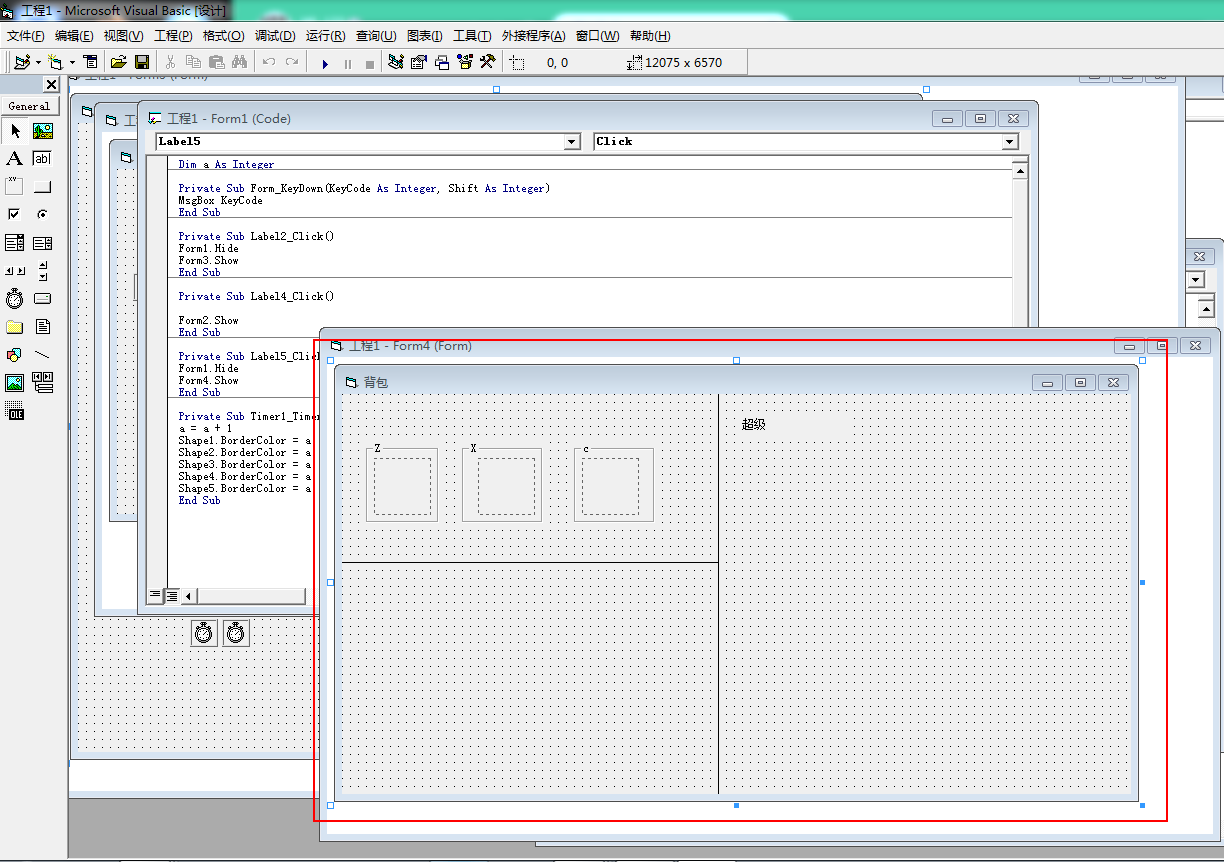 工程1 - Microsoft Visual Basic [设计]
文件(F) 编辑(E) 视图(V) 工程(P) 格式(O) 调试(D) 运行(R) 查询(U) 图表(I) 工具(T) 外接程序(A) 窗口(W) 帮助(H)
0, 0 12075 x 6570
General
工程1 - Form1 (Code)
Label5 Click
Dim a As Integer
Private Sub Form_KeyDown(KeyCode As Integer, Shift As Integer)
MsgBox KeyCode
End Sub
Private Sub Label2_Click()
Form1.Hide
Form3.Show
End Sub
Private Sub Label4_Click()
Form2.Show
End Sub
Private Sub Label5_Clic
Form1.Hide
Form4.Show
End Sub
Private Sub Timer1_Timer
a = a + 1
Shape1.BorderColor = a
Shape2.BorderColor = a
Shape3.BorderColor = a
Shape4.BorderColor = a
Shape5.BorderColor = a
End Sub
工程1 - Form4 (Form)
背包
Z X c
超级
A
ab
xy
OLE